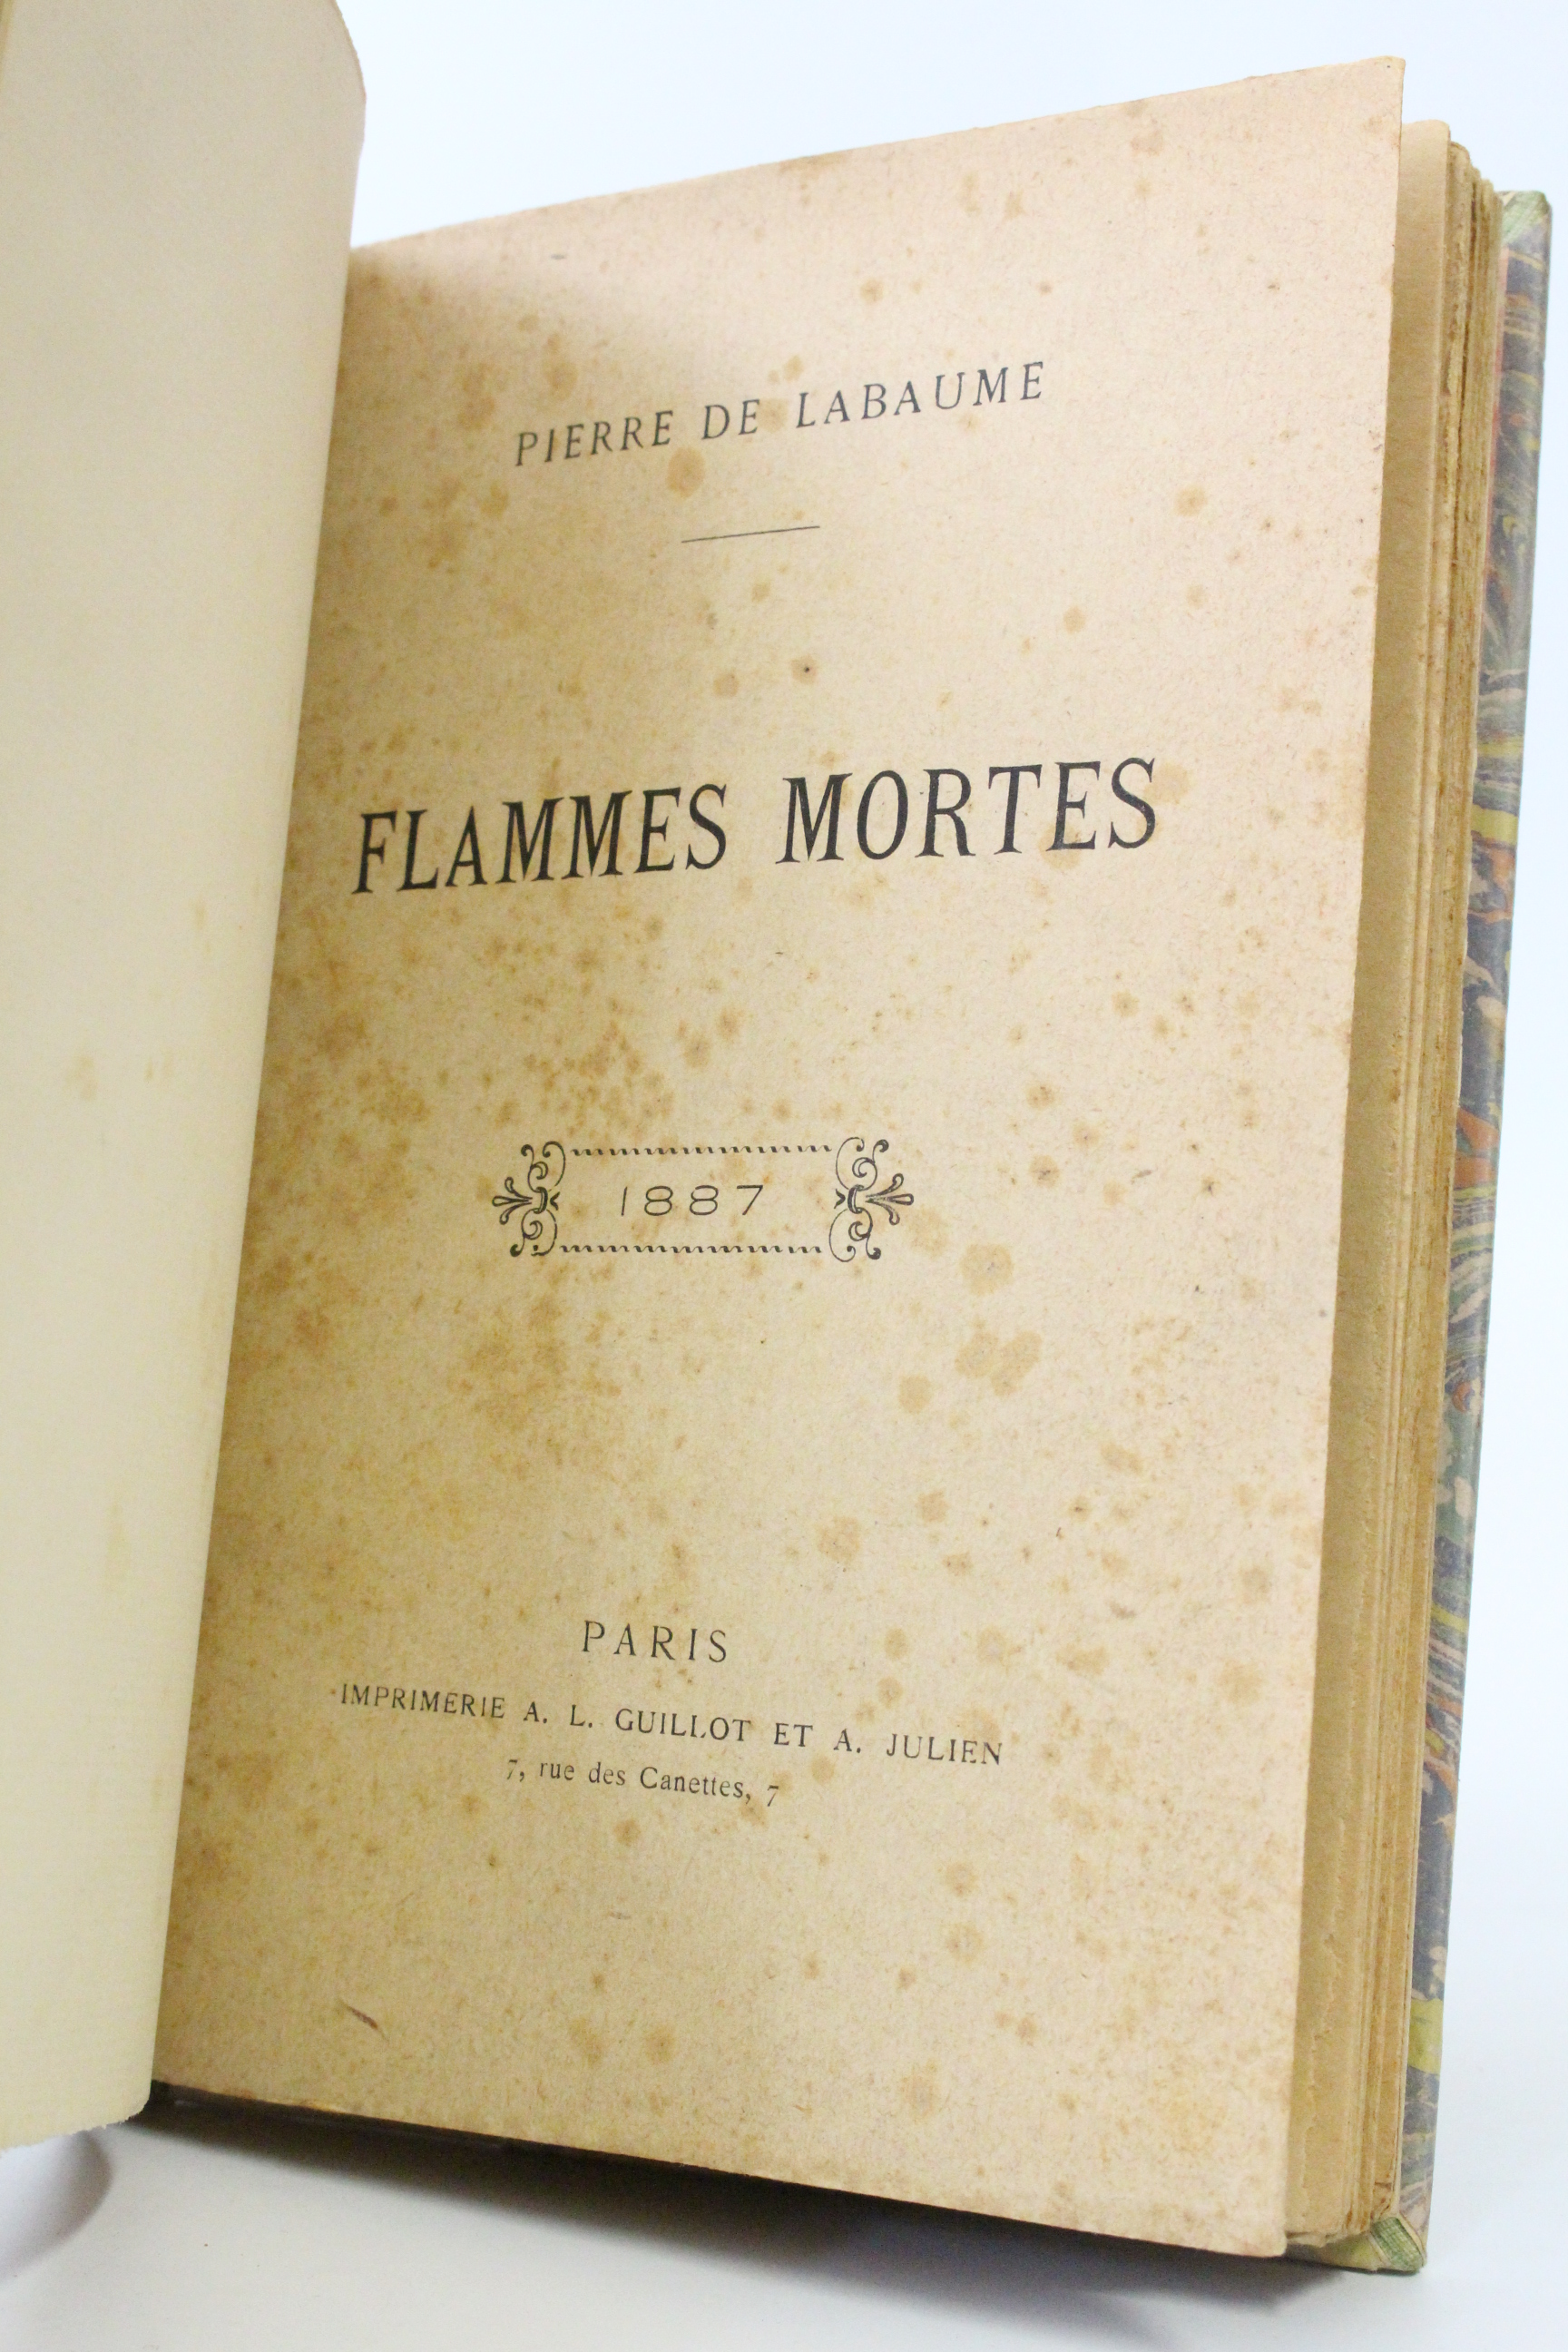 PIERRE DE LABAUME
FLAMMES MORTES
1887
PARIS
IMPRIMERIE A. L. GUILLOT ET A. JULIEN
7, rue des Canettes, 7